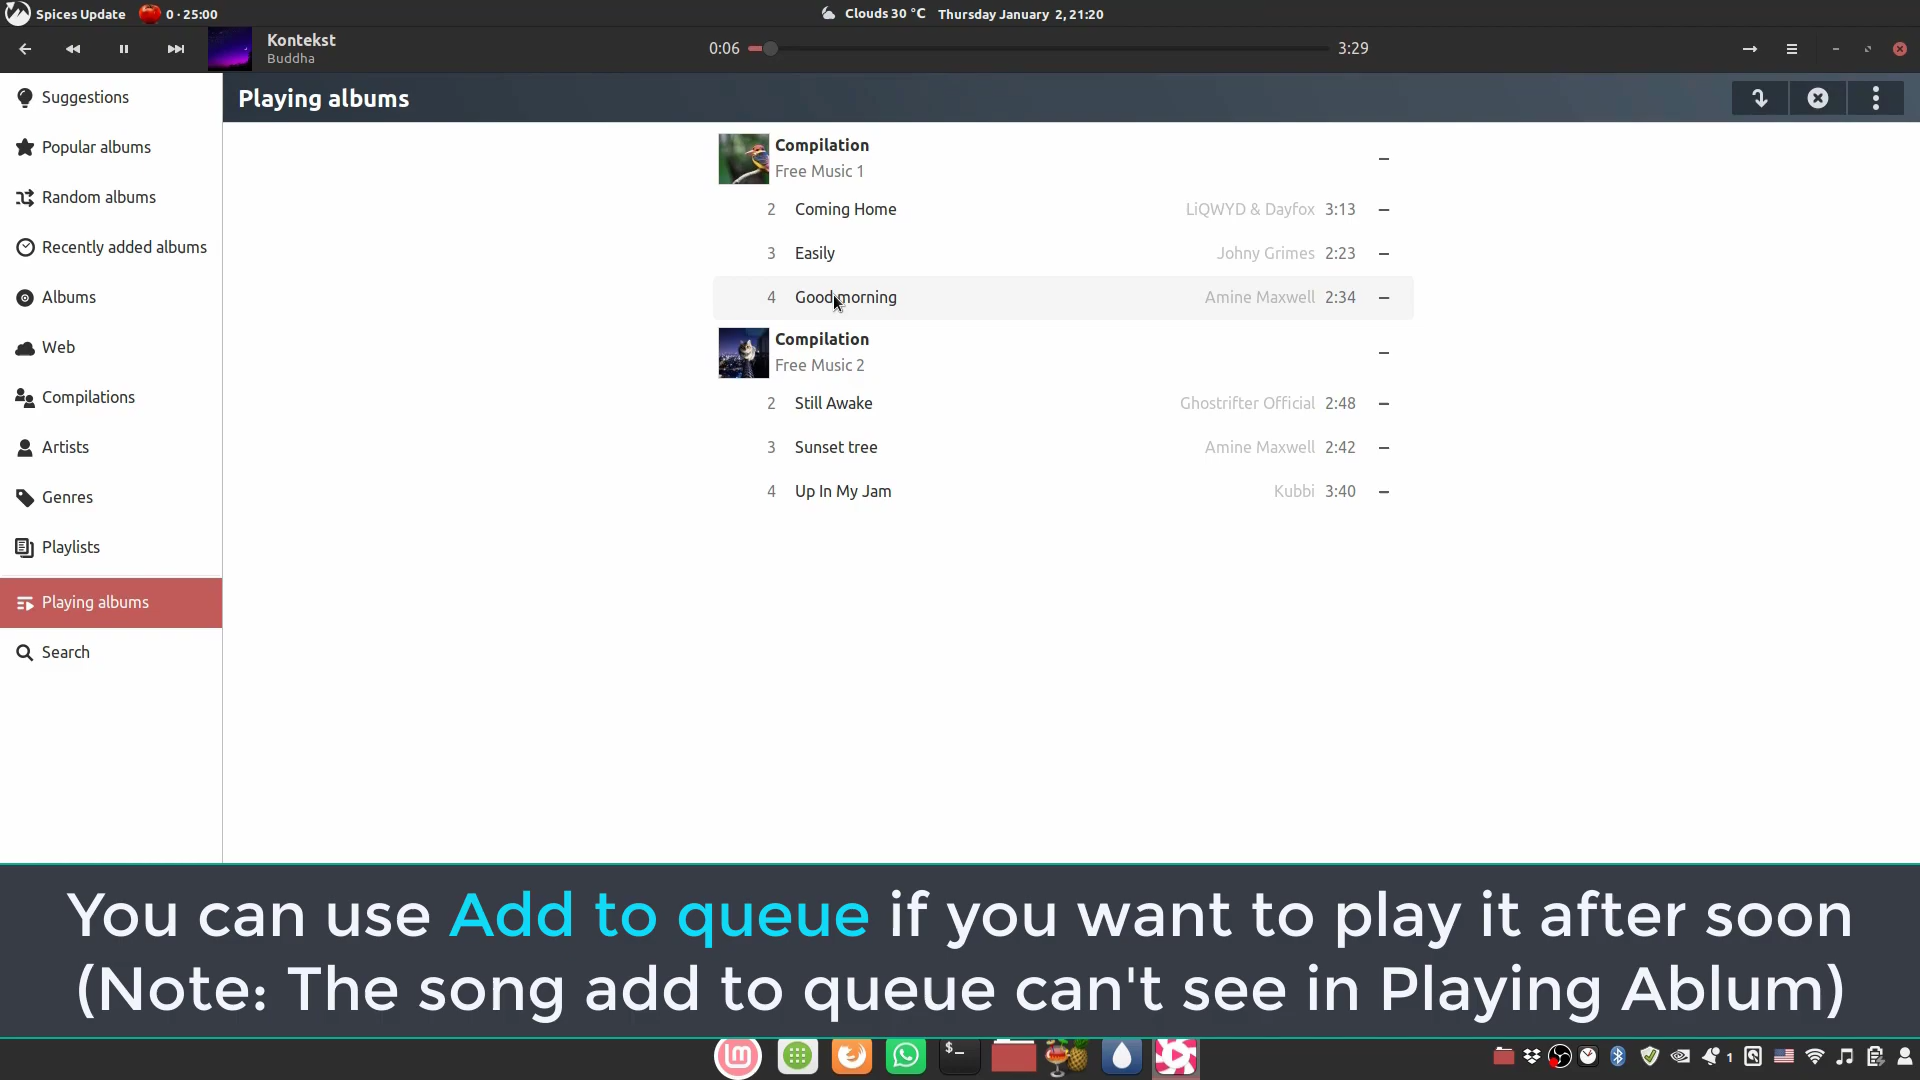 Spices Update 0 · 25:00 Clouds 30 °C Thursday January 2, 21:20
Kontekst
Buddha
0:06 3:29
Suggestions
Popular albums
Random albums
Recently added albums
Albums
Web
Compilations
Artists
Genres
Playlists
Playing albums
Search
Playing albums
Compilation
Free Music 1
2 Coming Home LiQWYD & Dayfox 3:13
3 Easily Johny Grimes 2:23
4 Good morning Amine Maxwell 2:34
Compilation
Free Music 2
2 Still Awake Ghostrifter Official 2:48
3 Sunset tree Amine Maxwell 2:42
4 Up In My Jam Kubbi 3:40
You can use Add to queue if you want to play it after soon
(Note: The song add to queue can't see in Playing Ablum)
$_
1